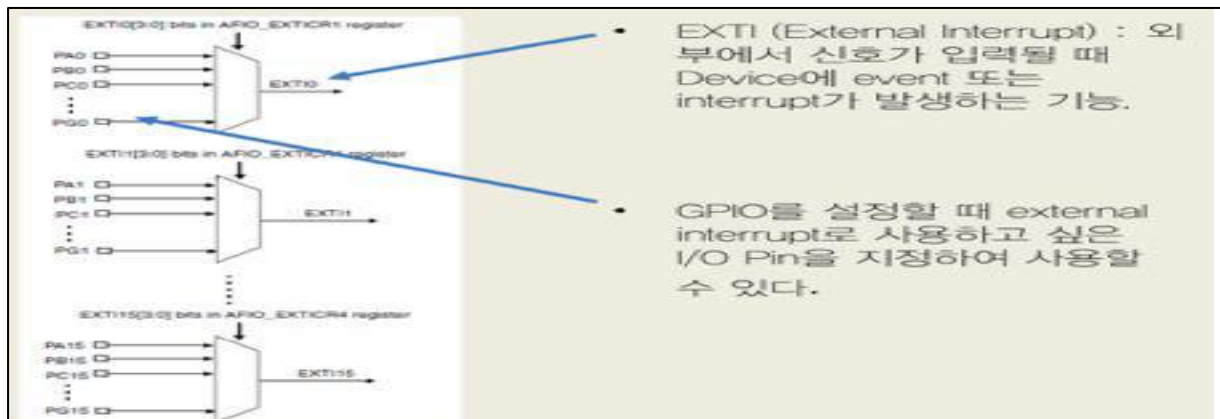 EXTI0[3:0] bits in AFIO_EXTICR1 register
PA0
PB0
PC0
PG0
EXTI0
EXTI1[3:0] bits in AFIO_EXTICR1 register
PA1
PB1
PC1
PG1
EXTI1
EXTI15[3:0] bits in AFIO_EXTICR4 register
PA15
PB15
PC15
PG15
EXTI15
• EXTI (External Interrupt) : 외
부에서 신호가 입력될 때
Device에 event 또는
interrupt가 발생하는 기능.
• GPIO를 설정할 때 external
interrupt로 사용하고 싶은
I/O Pin을 지정하여 사용할
수 있다.